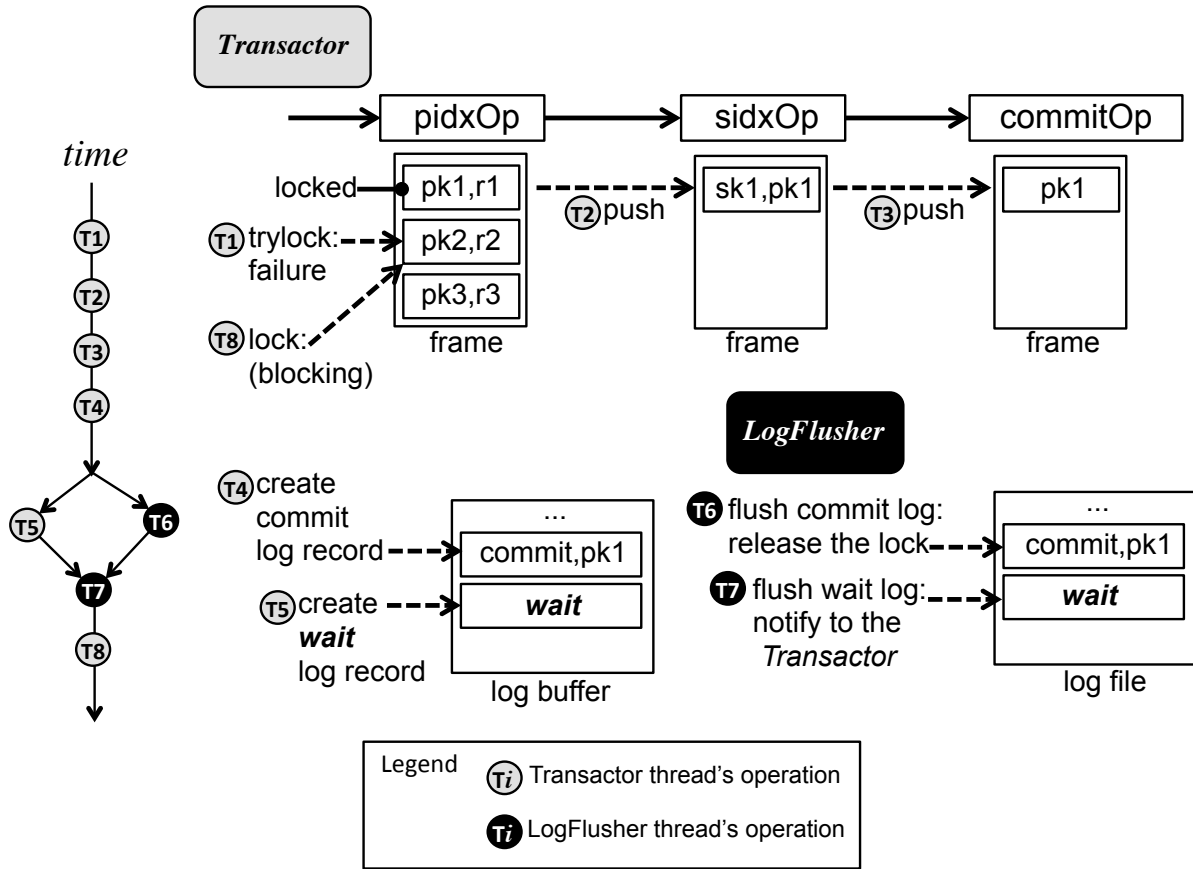 Transactor
pidxOp
sidxOp
commitOp
time
locked
pk1,r1
sk1,pk1
pk1
T2 push
T3 push
T1
T1 trylock:
failure
pk2,r2
T2
pk3,r3
T3
T8 lock:
(blocking)
frame
frame
frame
T4
LogFlusher
T4 create
commit
log record
...
commit,pk1
T6 flush commit log:
release the lock
...
commit,pk1
T5
T6
T7
T5 create
wait
log record
wait
T7 flush wait log:
notify to the
Transactor
wait
T8
log buffer
log file
Legend
Ti Transactor thread's operation
Ti LogFlusher thread's operation